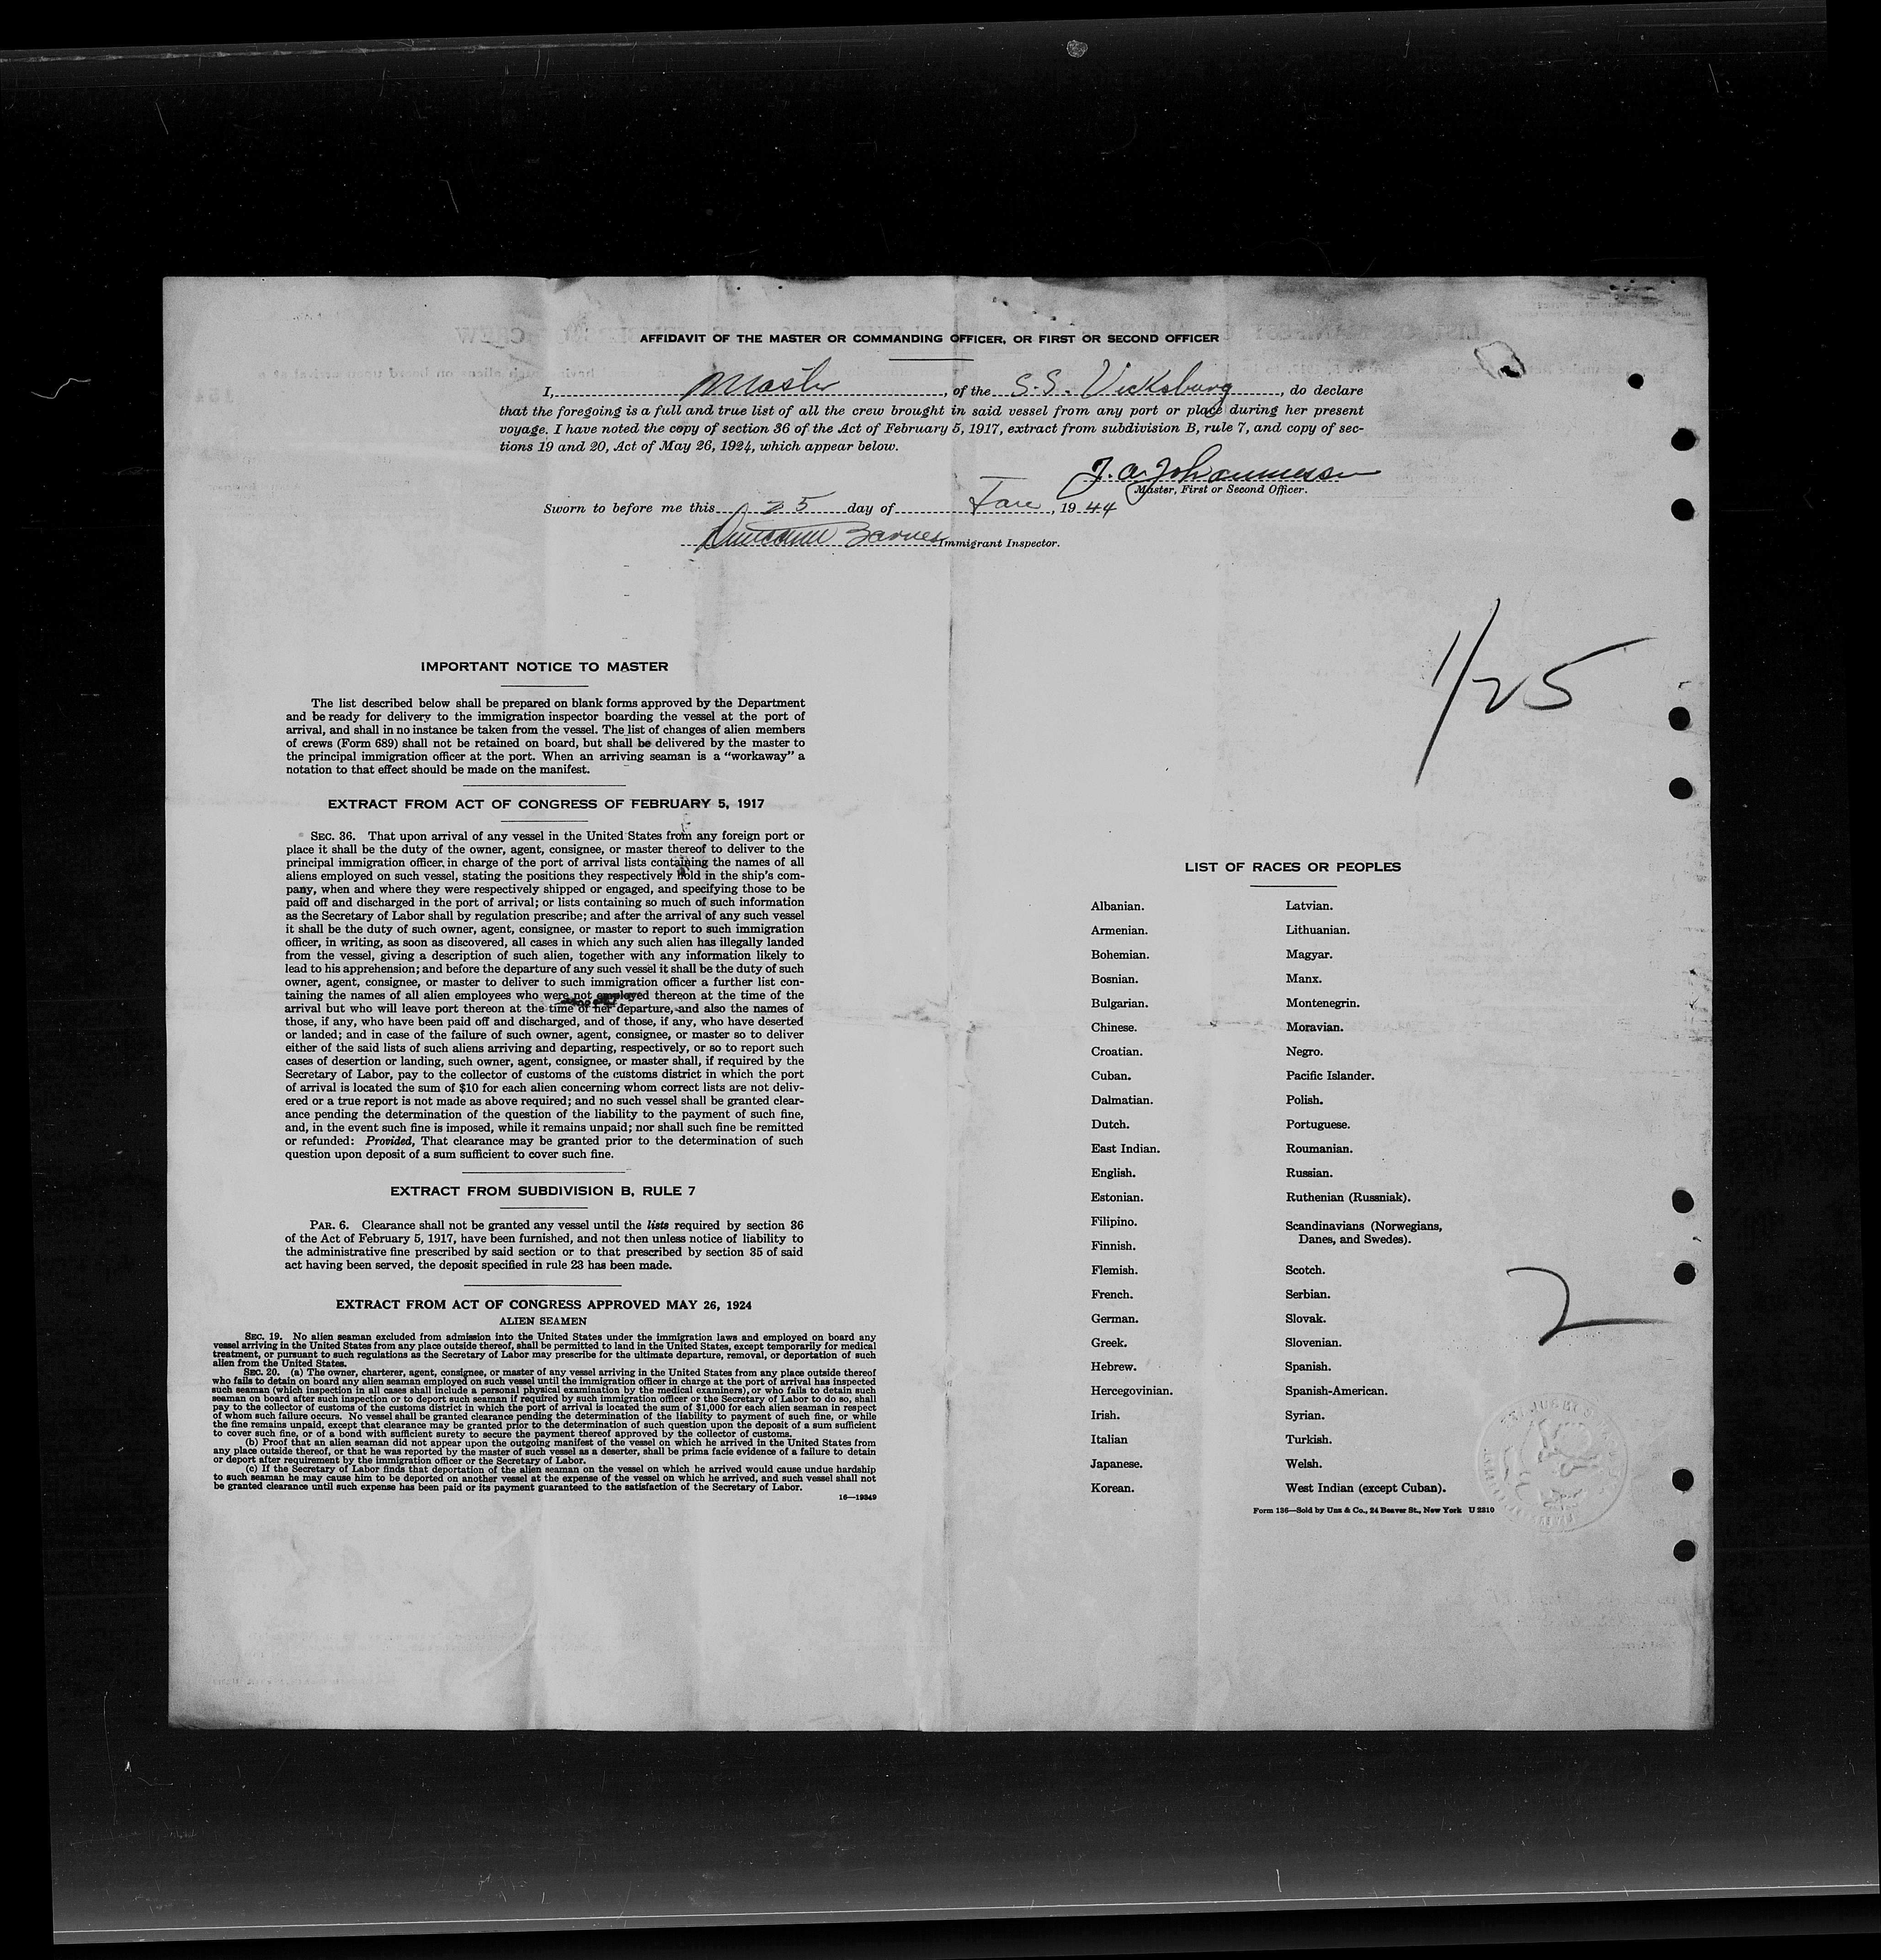 AFFIDAVIT OF THE MASTER OR COMMANDING OFFICER, OR FIRST OR SECOND OFFICER
I, Master, of the S.S. Vicksburg, do declare
that the foregoing is a full and true list of all the crew brought in said vessel from any port or place during her present
voyage. I have noted the copy of section 36 of the Act of February 5, 1917, extract from subdivision B, rule 7, and copy of sec-
tions 19 and 20, Act of May 26, 1924, which appear below.
J. A. Johannessen
Master, First or Second Officer.
Sworn to before me this 25 day of Jan, 1944
Barnes Immigrant Inspector.
1/25
IMPORTANT NOTICE TO MASTER
The list described below shall be prepared on blank forms approved by the Department
and be ready for delivery to the immigration inspector boarding the vessel at the port of
arrival, and shall in no instance be taken from the vessel. The list of changes of alien members
of crews (Form 689) shall not be retained on board, but shall be delivered by the master to
the principal immigration officer at the port. When an arriving seaman is a "workaway" a
notation to that effect should be made on the manifest.
EXTRACT FROM ACT OF CONGRESS OF FEBRUARY 5, 1917
SEC. 36. That upon arrival of any vessel in the United States from any foreign port or
place it shall be the duty of the owner, agent, consignee, or master thereof to deliver to the
principal immigration officer in charge of the port of arrival lists containing the names of all
aliens employed on such vessel, stating the positions they respectively hold in the ship's com-
pany, when and where they were respectively shipped or engaged, and specifying those to be
paid off and discharged in the port of arrival; or lists containing so much of such information
as the Secretary of Labor shall by regulation prescribe; and after the arrival of any such vessel
it shall be the duty of such owner, agent, consignee, or master to report to such immigration
officer, in writing, as soon as discovered, all cases in which any such alien has illegally landed
from the vessel, giving a description of such alien, together with any information likely to
lead to his apprehension; and before the departure of any such vessel it shall be the duty of such
owner, agent, consignee, or master to deliver to such immigration officer a further list con-
taining the names of all alien employees who were not employed thereon at the time of the
arrival but who will leave port thereon at the time of her departure, and also the names of
those, if any, who have been paid off and discharged, and of those, if any, who have deserted
or landed; and in case of the failure of such owner, agent, consignee, or master so to deliver
either of the said lists of such aliens arriving and departing, respectively, or so to report such
cases of desertion or landing, such owner, agent, consignee, or master shall, if required by the
Secretary of Labor, pay to the collector of customs of the customs district in which the port
of arrival is located the sum of $10 for each alien concerning whom correct lists are not deliv-
ered or a true report is not made as above required; and no such vessel shall be granted clear-
ance pending the determination of the question of the liability to the payment of such fine,
and, in the event such fine is imposed, while it remains unpaid; nor shall such fine be remitted
or refunded: Provided, That clearance may be granted prior to the determination of such
question upon deposit of a sum sufficient to cover such fine.
EXTRACT FROM SUBDIVISION B, RULE 7
PAR. 6. Clearance shall not be granted any vessel until the lists required by section 36
of the Act of February 5, 1917, have been furnished, and not then unless notice of liability to
the administrative fine prescribed by said section or to that prescribed by section 35 of said
act having been served, the deposit specified in rule 23 has been made.
EXTRACT FROM ACT OF CONGRESS APPROVED MAY 26, 1924
ALIEN SEAMEN
SEC. 19. No alien seaman excluded from admission into the United States under the immigration laws and employed on board any
vessel arriving in the United States from any place outside thereof, shall be permitted to land in the United States, except temporarily for medical
treatment, or pursuant to such regulations as the Secretary of Labor may prescribe for the ultimate departure, removal, or deportation of such
alien from the United States.
SEC. 20. (a) The owner, charterer, agent, consignee, or master of any vessel arriving in the United States from any place outside thereof
who fails to detain on board any alien seaman employed on such vessel until the immigration officer in charge at the port of arrival has inspected
such seaman (which inspection in all cases shall include a personal physical examination by the medical examiners), or who fails to detain such
seaman on board after such inspection or to deport such seaman if required by such immigration officer or the Secretary of Labor to do so, shall
pay to the collector of customs of the customs district in which the port of arrival is located the sum of $1,000 for each alien seaman in respect
of whom such failure occurs. No vessel shall be granted clearance pending the determination of the liability to payment of such fine, or while
the fine remains unpaid, except that clearance may be granted prior to the determination of such question upon the deposit of a sum sufficient
to cover such fine, or of a bond with sufficient surety to secure the payment thereof approved by the collector of customs.
(b) Proof that an alien seaman did not appear upon the outgoing manifest of the vessel on which he arrived in the United States from
any place outside thereof, or that he was reported by the master of such vessel as a deserter, shall be prima facie evidence of a failure to detain
or deport after requirement by the immigration officer or the Secretary of Labor.
(c) If the Secretary of Labor finds that deportation of the alien seaman on the vessel on which he arrived would cause undue hardship
to such seaman he may cause him to be deported on another vessel at the expense of the vessel on which he arrived, and such vessel shall not
be granted clearance until such expense has been paid or its payment guaranteed to the satisfaction of the Secretary of Labor.
16—19349
LIST OF RACES OR PEOPLES
Albanian. Latvian.
Armenian. Lithuanian.
Bohemian. Magyar.
Bosnian. Manx.
Bulgarian. Montenegrin.
Chinese. Moravian.
Croatian. Negro.
Cuban. Pacific Islander.
Dalmatian. Polish.
Dutch. Portuguese.
East Indian. Roumanian.
English. Russian.
Estonian. Ruthenian (Russniak).
Filipino. Scandinavians (Norwegians,
Finnish. Danes, and Swedes).
Flemish. Scotch.
French. Serbian.
German. Slovak.
Greek. Slovenian.
Hebrew. Spanish.
Hercegovinian. Spanish-American.
Irish. Syrian.
Italian Turkish.
Japanese. Welsh.
Korean. West Indian (except Cuban).
2
Form 136—Sold by Unz & Co., 24 Beaver St., New York U 2310